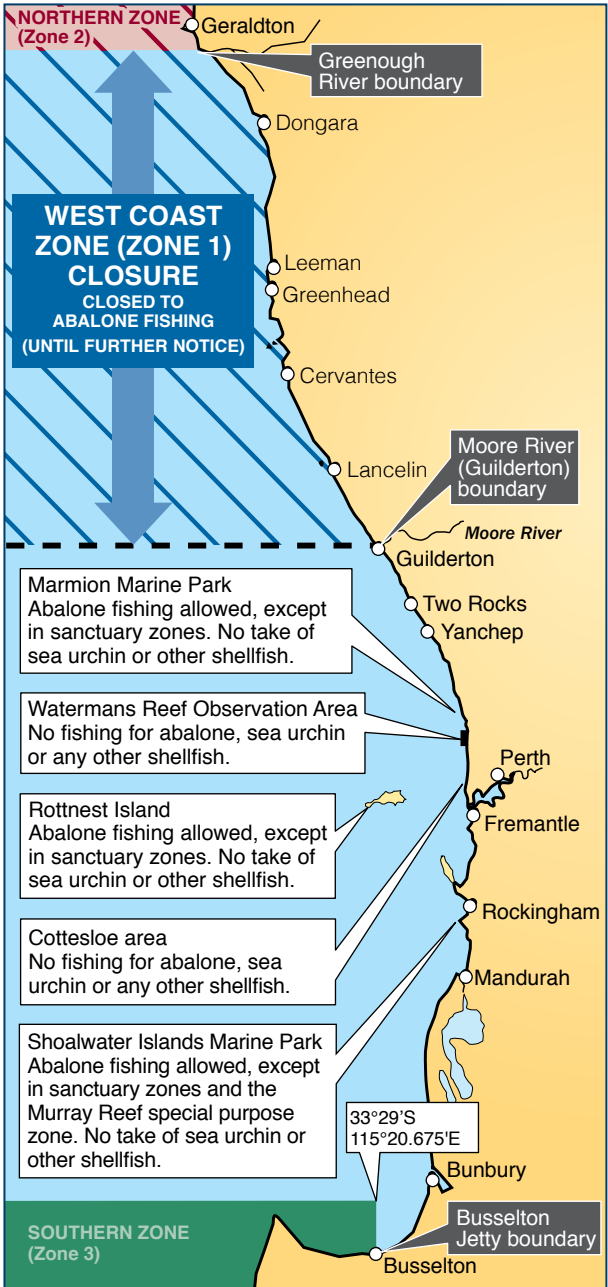 NORTHERN ZONE
(Zone 2)
Geraldton
Greenough
River boundary
Dongara
WEST COAST
ZONE (ZONE 1)
CLOSURE
CLOSED TO
ABALONE FISHING
(UNTIL FURTHER NOTICE)
Leeman
Greenhead
Cervantes
Lancelin
Moore River
(Guilderton)
boundary
Moore River
Guilderton
Marmion Marine Park
Abalone fishing allowed, except
in sanctuary zones. No take of
sea urchin or other shellfish.
Two Rocks
Yanchep
Watermans Reef Observation Area
No fishing for abalone, sea urchin
or any other shellfish.
Perth
Rottnest Island
Abalone fishing allowed, except
in sanctuary zones. No take of
sea urchin or other shellfish.
Fremantle
Cottesloe area
No fishing for abalone, sea
urchin or any other shellfish.
Rockingham
Mandurah
Shoalwater Islands Marine Park
Abalone fishing allowed, except
in sanctuary zones and the
Murray Reef special purpose
zone. No take of sea urchin or
other shellfish.
33°29'S
115°20.675'E
Bunbury
SOUTHERN ZONE
(Zone 3)
Busselton
Jetty boundary
Busselton